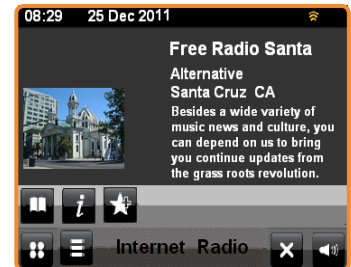 08:29 25 Dec 2011
Free Radio Santa
Alternative
Santa Cruz CA
Besides a wide variety of
music news and culture, you
can depend on us to bring
you continue updates from
the grass roots revolution.
i
Internet Radio
X